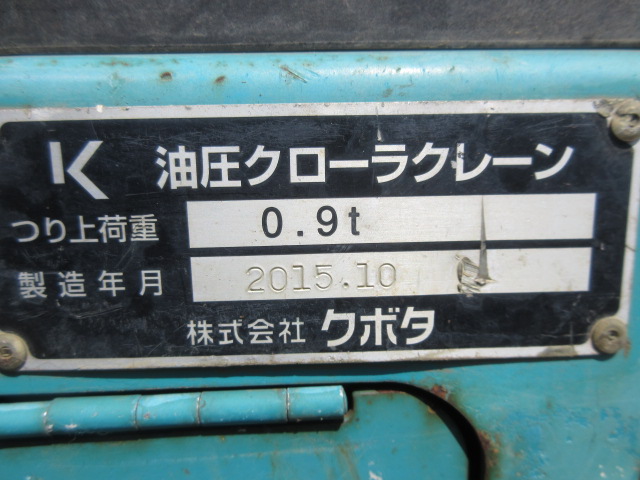 K 油圧クローラクレーン
つり上荷重 0.9t
製造年月 2015.10
株式会社 クボタ